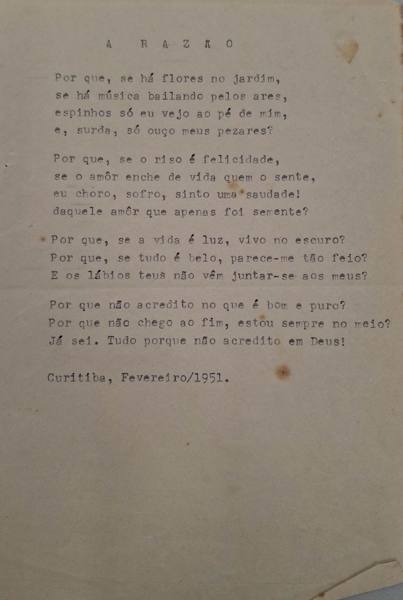 A RAZÃO
Por que, se há flores no jardim,
se há música bailando pelos ares,
espinhos só eu vejo ao pé de mim,
e, surda, só ouço meus pezares?
Por que, se o riso é felicidade,
se o amôr enche de vida quem o sente,
eu choro, sofro, sinto uma saudade!
daquele amôr que apenas foi semente?
Por que, se a vida é luz, vivo no escuro?
Por que, se tudo é belo, parece-me tão feio?
E os lábios teus não vêm juntar-se aos meus?
Por que não acredito no que é bom e puro?
Por que não chego ao fim, estou sempre no meio?
Já sei. Tudo porque não acredito em Deus!
Curitiba, Fevereiro/1951.